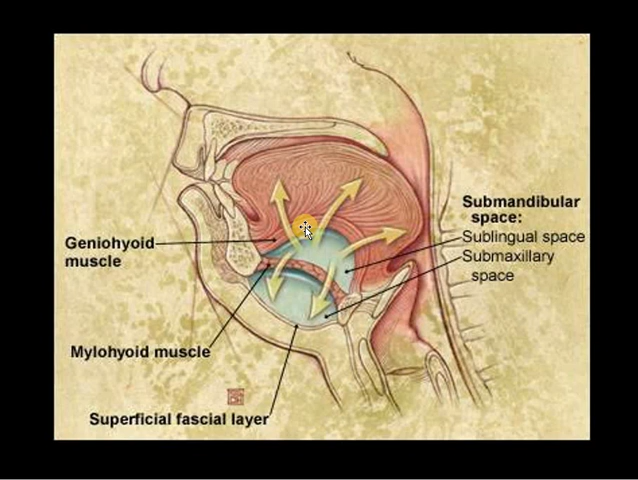 Submandibular
space:
Sublingual space
Submaxillary
space
Geniohyoid
muscle
Mylohyoid muscle
Superficial fascial layer